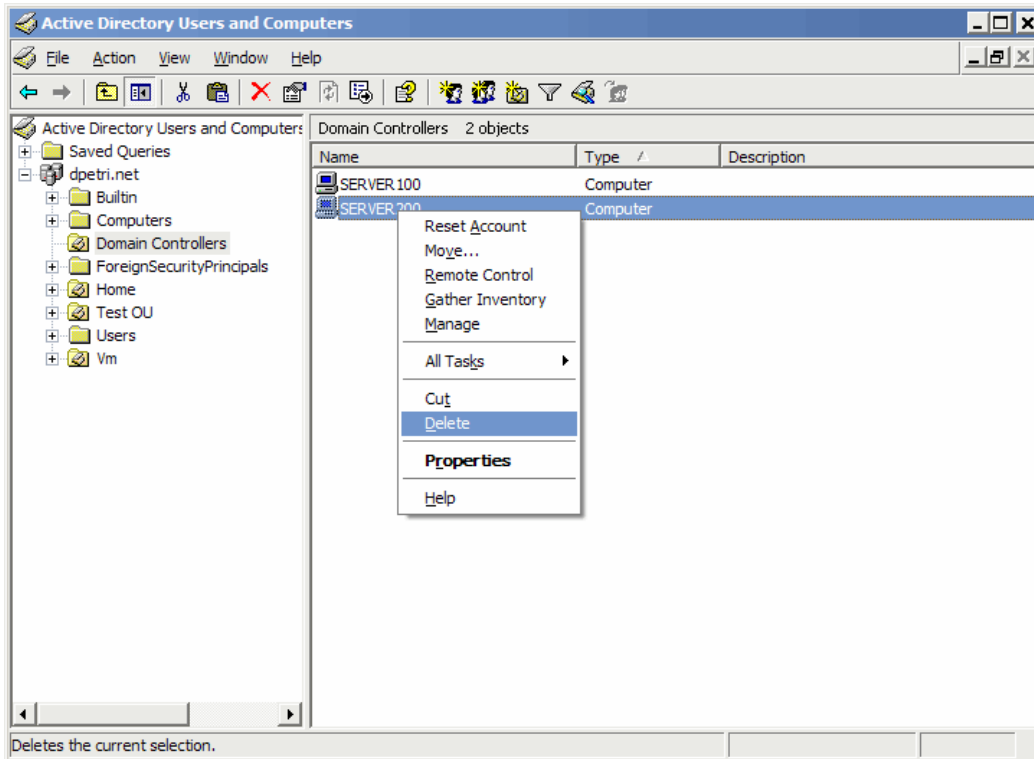 Active Directory Users and Computers
File Action View Window Help
Active Directory Users and Computers
Saved Queries
dpetri.net
Builtin
Computers
Domain Controllers
ForeignSecurityPrincipals
Home
Test OU
Users
Vm
Domain Controllers 2 objects
Name Type Description
SERVER100 Computer
SERVER200 Computer
Reset Account
Move...
Remote Control
Gather Inventory
Manage
All Tasks
Cut
Delete
Properties
Help
Deletes the current selection.